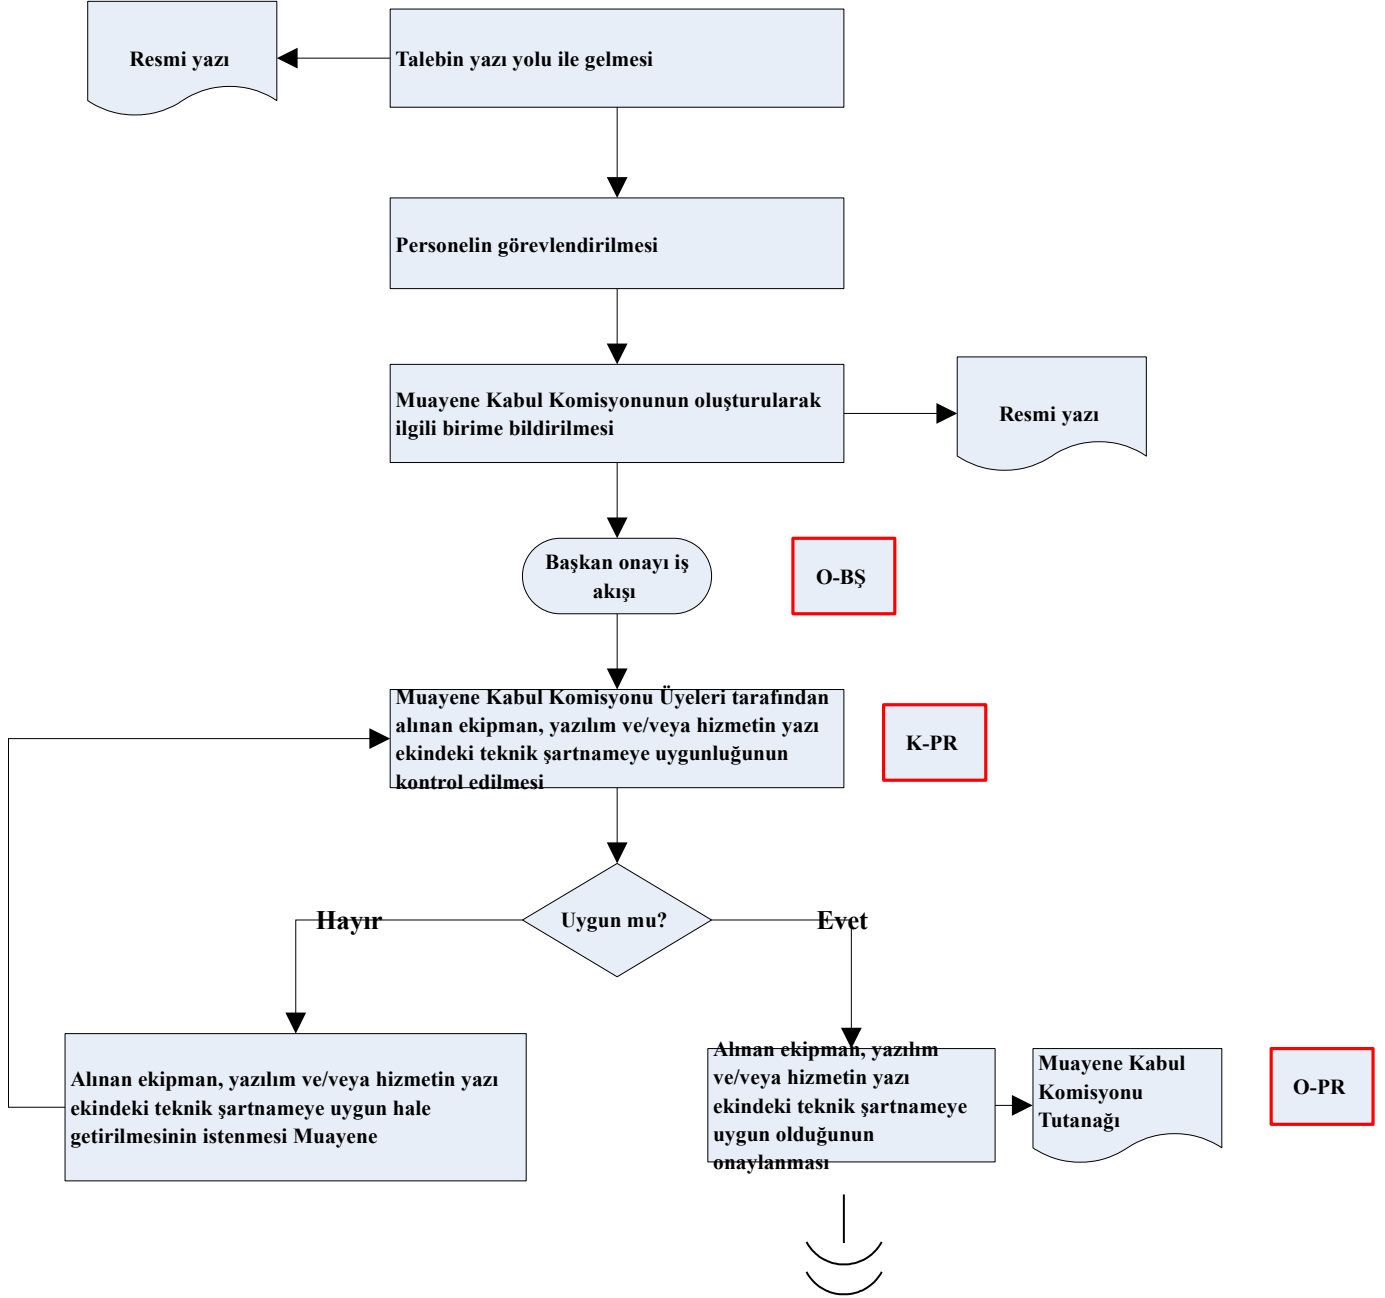 Resmi yazı
Talebin yazı yolu ile gelmesi
Personelin görevlendirilmesi
Muayene Kabul Komisyonunun oluşturularak
ilgili birime bildirilmesi
Resmi yazı
Başkan onayı iş
akışı
O-BŞ
Muayene Kabul Komisyonu Üyeleri tarafından
alınan ekipman, yazılım ve/veya hizmetin yazı
ekindeki teknik şartnameye uygunluğunun
kontrol edilmesi
K-PR
Hayır
Uygun mu?
Evet
Alınan ekipman, yazılım ve/veya hizmetin yazı
ekindeki teknik şartnameye uygun hale
getirilmesinin istenmesi Muayene
Alınan ekipman, yazılım
ve/veya hizmetin yazı
ekindeki teknik şartnameye
uygun olduğunun
onaylanması
Muayene Kabul
Komisyonu
Tutanağı
O-PR